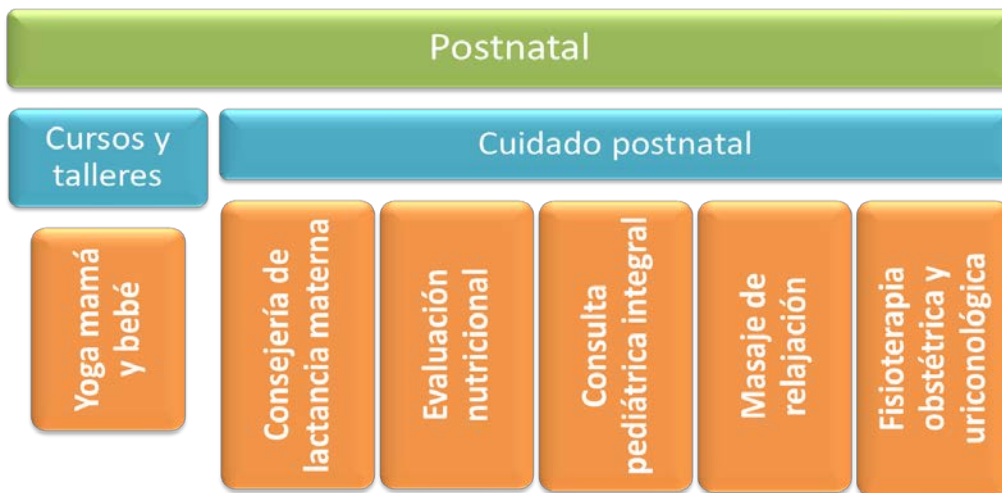 Postnatal
Cursos y
talleres
Cuidado postnatal
Yoga mamá
y bebé
Consejería de
lactancia materna
Evaluación
nutricional
Consulta
pediátrica integral
Masaje de
relajación
Fisioterapia
obstétrica y
uriconológica